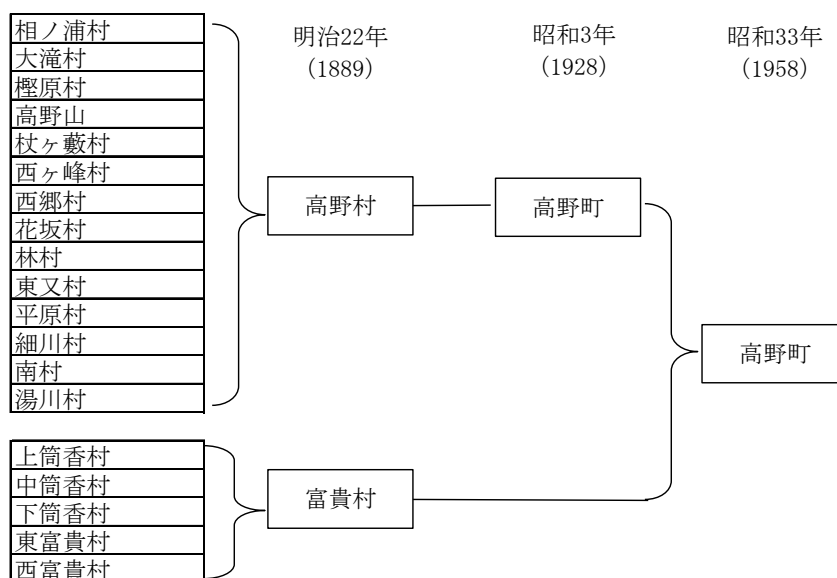 相ノ浦村
大滝村
樫原村
高野山
杖ヶ藪村
西ヶ峰村
西郷村
花坂村
林村
東又村
平原村
細川村
南村
湯川村
上筒香村
中筒香村
下筒香村
東富貴村
西富貴村
明治22年
（1889）
高野村
富貴村
昭和3年
（1928）
高野町
昭和33年
（1958）
高野町